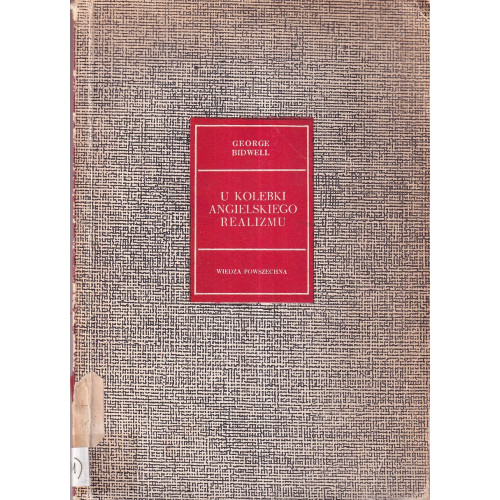 GEORGE
BIDWELL
U KOLEBKI
ANGIELSKIEGO
REALIZMU
WIEDZA POWSZECHNA